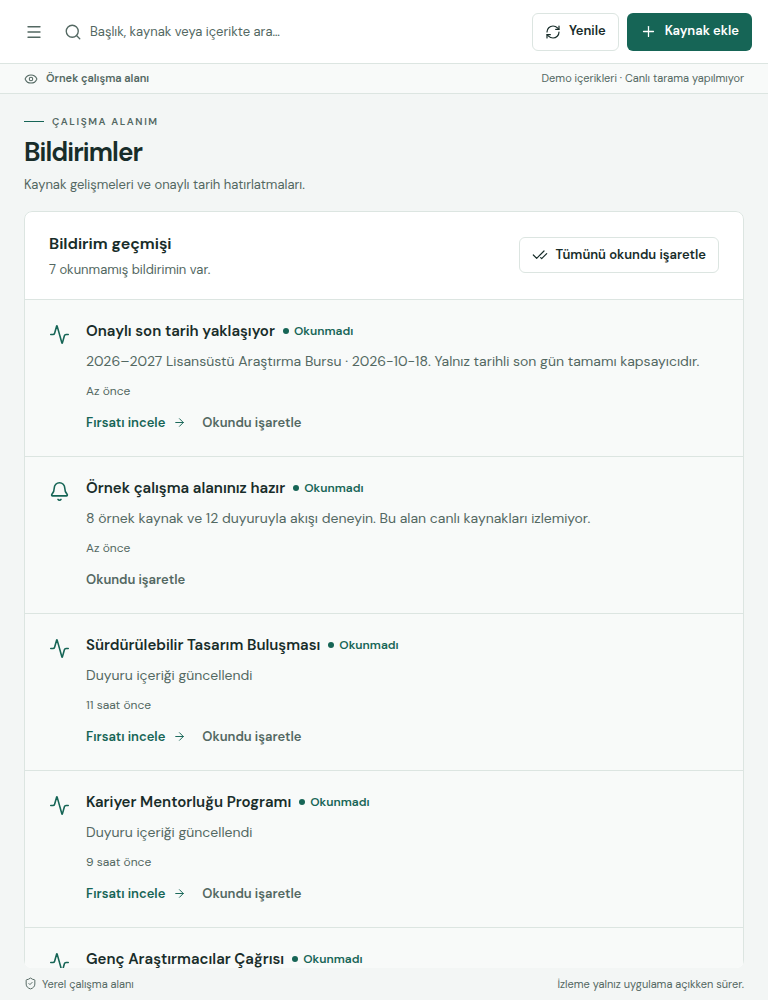 Başlık, kaynak veya içerikte ara...
Yenile
Kaynak ekle
Örnek çalışma alanı
Demo içerikleri · Canlı tarama yapılmıyor
ÇALIŞMA ALANIM
Bildirimler
Kaynak gelişmeleri ve onaylı tarih hatırlatmaları.
Bildirim geçmişi
7 okunmamış bildirimin var.
Tümünü okundu işaretle
Onaylı son tarih yaklaşıyor
Okunmadı
2026–2027 Lisansüstü Araştırma Bursu · 2026-10-18. Yalnız tarihli son gün tamamı kapsayıcıdır.
Az önce
Fırsatı incele →
Okundu işaretle
Örnek çalışma alanınız hazır
Okunmadı
8 örnek kaynak ve 12 duyuruyla akışı deneyin. Bu alan canlı kaynakları izlemiyor.
Az önce
Okundu işaretle
Sürdürülebilir Tasarım Buluşması
Okunmadı
Duyuru içeriği güncellendi
11 saat önce
Fırsatı incele →
Okundu işaretle
Kariyer Mentorluğu Programı
Okunmadı
Duyuru içeriği güncellendi
9 saat önce
Fırsatı incele →
Okundu işaretle
Genç Araştırmacılar Çağrısı
Okunmadı
Yerel çalışma alanı
İzleme yalnız uygulama açıkken sürer.